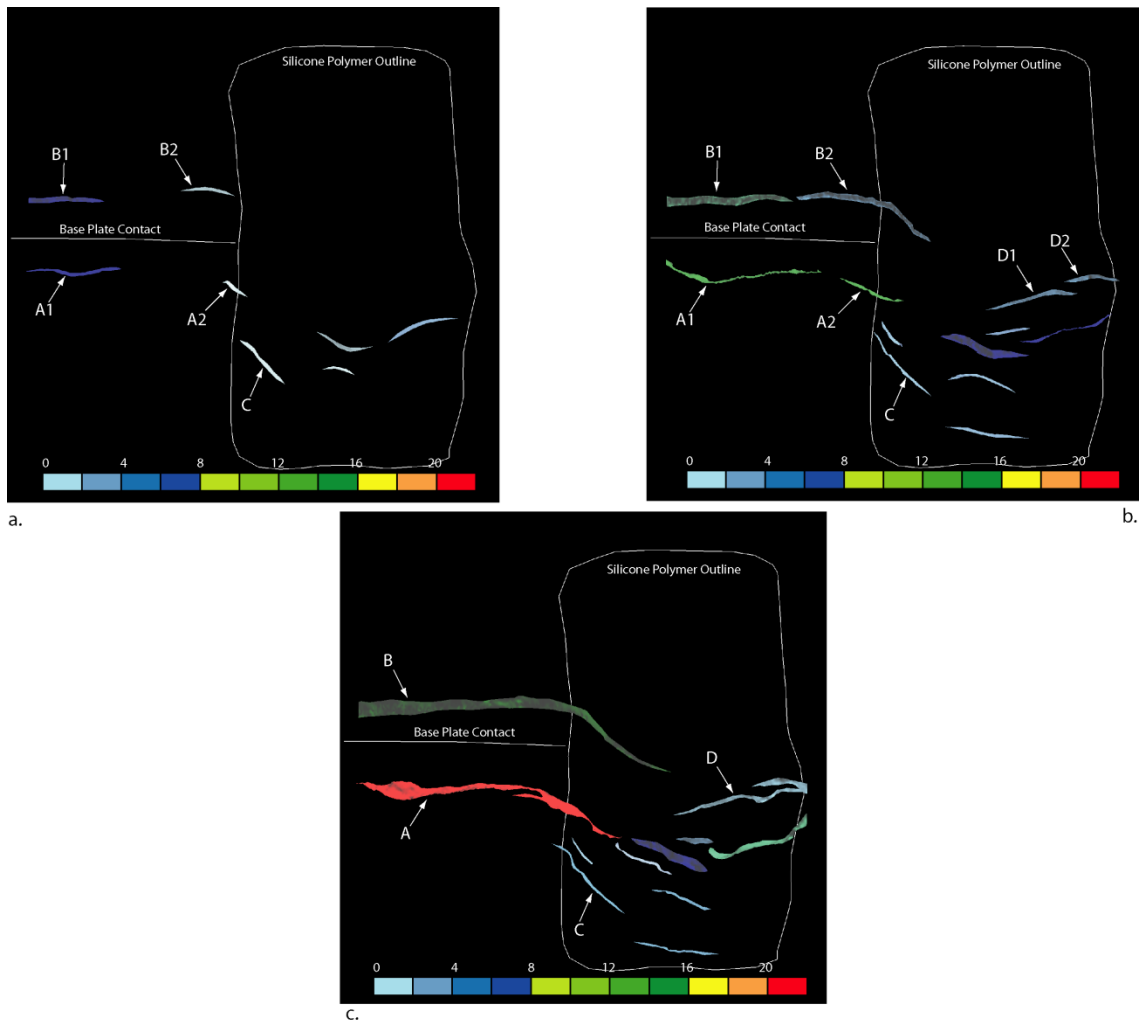 Silicone Polymer Outline
B1
B2
Base Plate Contact
A1
A2
C
0 4 8 12 16 20
a.
Silicone Polymer Outline
B1
B2
Base Plate Contact
D2
D1
A1
A2
C
0 4 8 12 16 20
b.
Silicone Polymer Outline
B
Base Plate Contact
D
A
C
0 4 8 12 16 20
c.